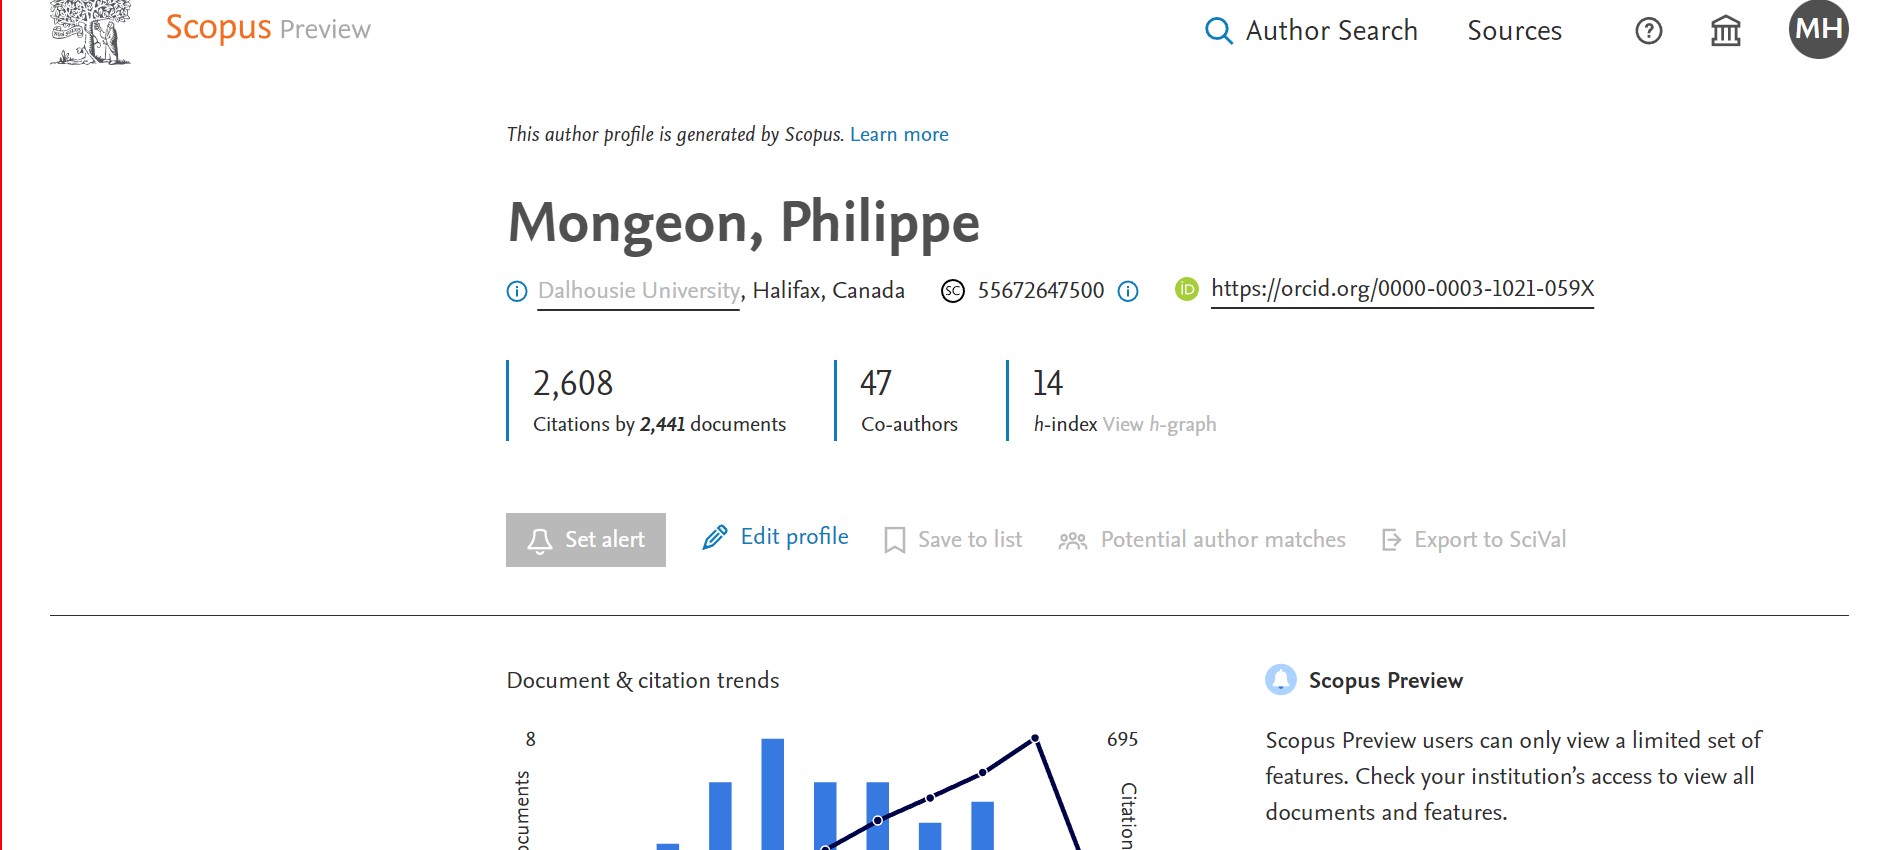 Scopus Preview
Author Search
Sources
MH
This author profile is generated by Scopus. Learn more
Mongeon, Philippe
Dalhousie University, Halifax, Canada
SC 55672647500
iD https://orcid.org/0000-0003-1021-059X
2,608
Citations by 2,441 documents
47
Co-authors
14
h-index View h-graph
Set alert
Edit profile
Save to list
Potential author matches
Export to SciVal
Document & citation trends
8
695
Scopus Preview
Scopus Preview users can only view a limited set of
features. Check your institution’s access to view all
documents and features.